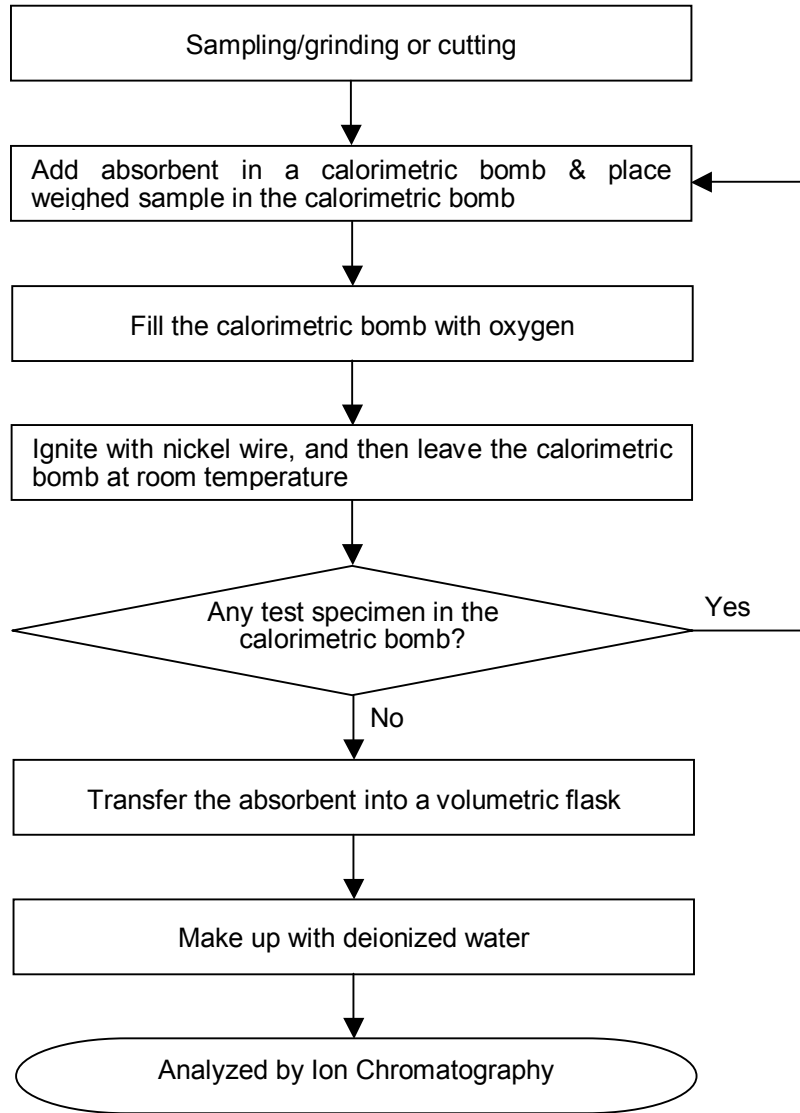 Sampling/grinding or cutting
Add absorbent in a calorimetric bomb & place
weighed sample in the calorimetric bomb
Fill the calorimetric bomb with oxygen
Ignite with nickel wire, and then leave the calorimetric
bomb at room temperature
Any test specimen in the
calorimetric bomb?
Yes
No
Transfer the absorbent into a volumetric flask
Make up with deionized water
Analyzed by Ion Chromatography